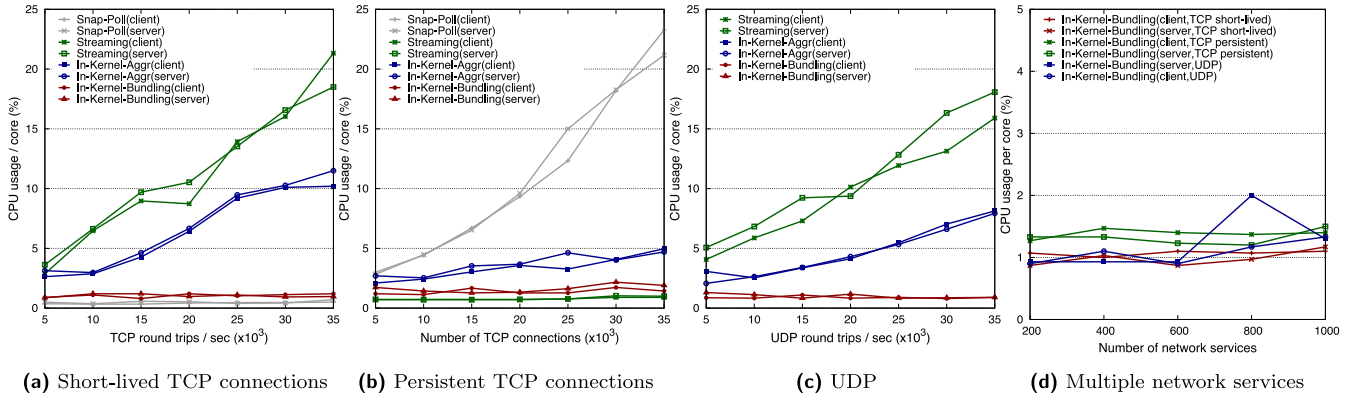 CPU usage / core (%)
25
20
15
10
5
0
Snap-Poll(client)
Snap-Poll(server)
Streaming(client)
Streaming(server)
In-Kernel-Aggr(client)
In-Kernel-Aggr(server)
In-Kernel-Bundling(client)
In-Kernel-Bundling(server)
5 10 15 20 25 30 35
TCP round trips / sec (x10³)
(a) Short-lived TCP connections
CPU usage / core (%)
25
20
15
10
5
0
Snap-Poll(client)
Snap-Poll(server)
Streaming(client)
Streaming(server)
In-Kernel-Aggr(client)
In-Kernel-Aggr(server)
In-Kernel-Bundling(client)
In-Kernel-Bundling(server)
5 10 15 20 25 30 35
Number of TCP connections (x10³)
(b) Persistent TCP connections
CPU usage / core (%)
25
20
15
10
5
0
Streaming(client)
Streaming(server)
In-Kernel-Aggr(client)
In-Kernel-Aggr(server)
In-Kernel-Bundling(client)
In-Kernel-Bundling(server)
5 10 15 20 25 30 35
UDP round trips / sec (x10³)
(c) UDP
CPU usage per core (%)
5
4
3
2
1
0
In-Kernel-Bundling(client,TCP short-lived)
In-Kernel-Bundling(server,TCP short-lived)
In-Kernel-Bundling(client,TCP persistent)
In-Kernel-Bundling(server,TCP persistent)
In-Kernel-Bundling(server,UDP)
In-Kernel-Bundling(client,UDP)
200 400 600 800 1000
Number of network services
(d) Multiple network services